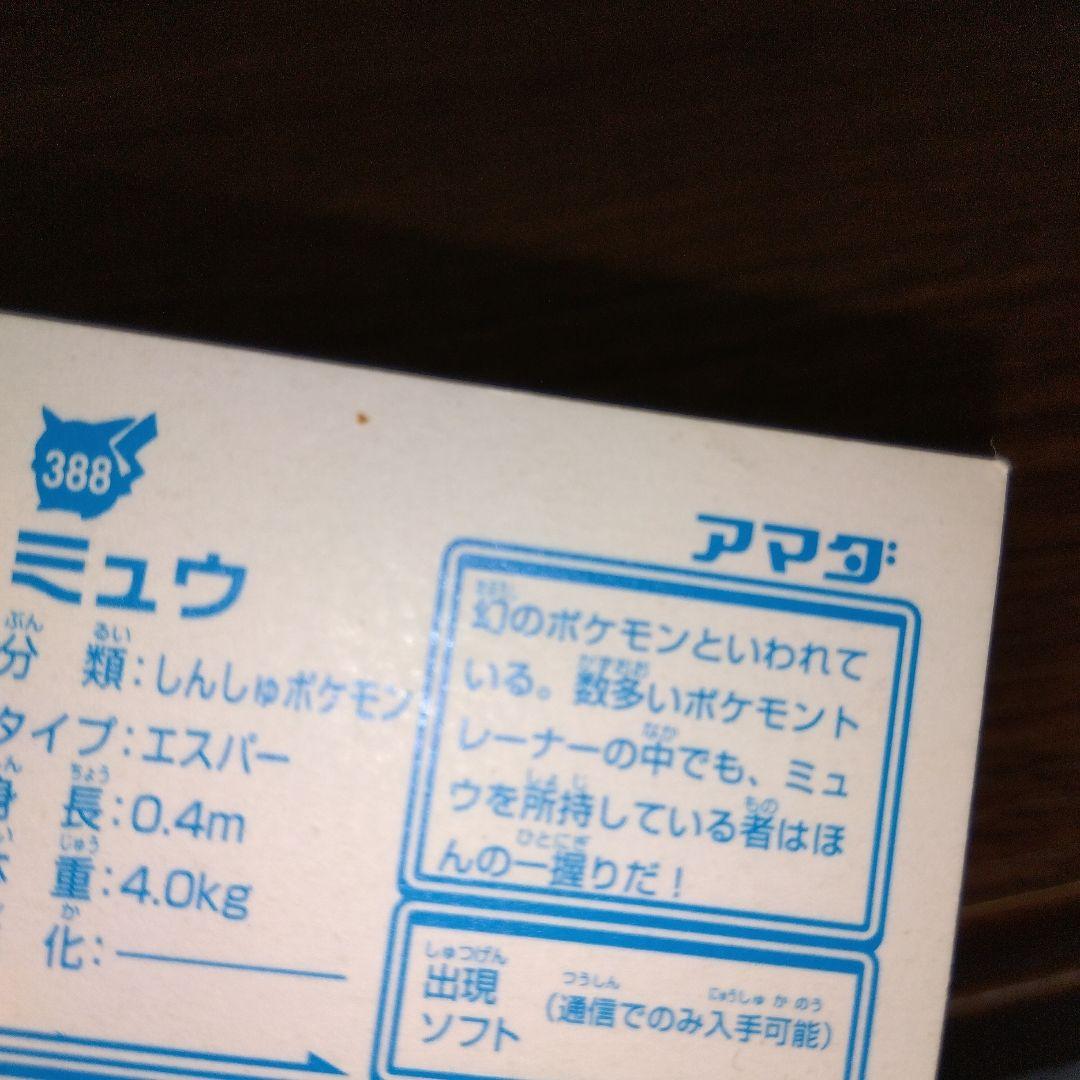 388
ミュウ
分類：しんしゅポケモン
タイプ：エスパー
身長：0.4m
体重：4.0kg
化：
アマダ
幻のポケモンといわれて
いる。数多いポケモント
レーナーの中でも、ミュ
ウを所持している者はほ
んの一握りだ！
出現
ソフト
（通信でのみ入手可能）